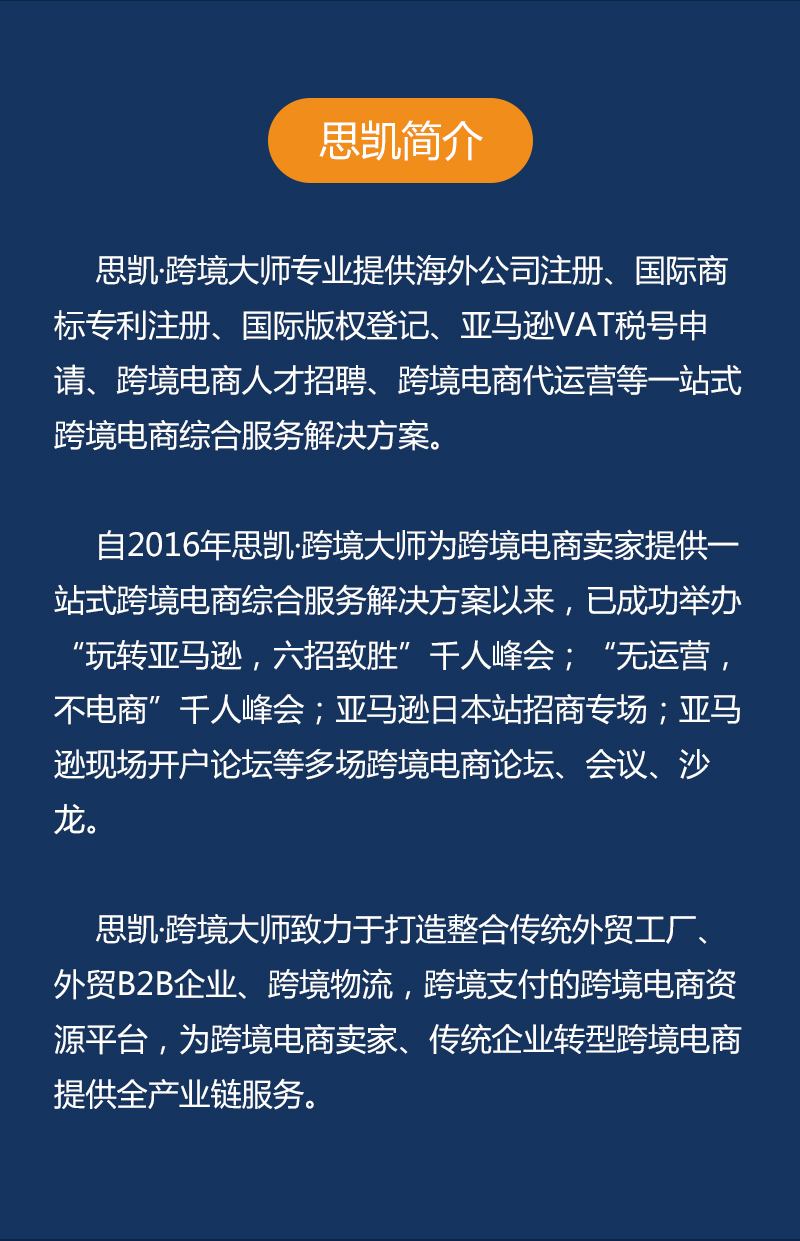 思凯简介
思凯·跨境大师专业提供海外公司注册、国际商
标专利注册、国际版权登记、亚马逊VAT税号申
请、跨境电商人才招聘、跨境电商代运营等一站式
跨境电商综合服务解决方案。
自2016年思凯·跨境大师为跨境电商卖家提供一
站式跨境电商综合服务解决方案以来，已成功举办
“玩转亚马逊，六招致胜”千人峰会；“无运营，
不电商”千人峰会；亚马逊日本站招商专场；亚马
逊现场开户论坛等多场跨境电商论坛、会议、沙
龙。
思凯·跨境大师致力于打造整合传统外贸工厂、
外贸B2B企业、跨境物流，跨境支付的跨境电商资
源平台，为跨境电商卖家、传统企业转型跨境电商
提供全产业链服务。